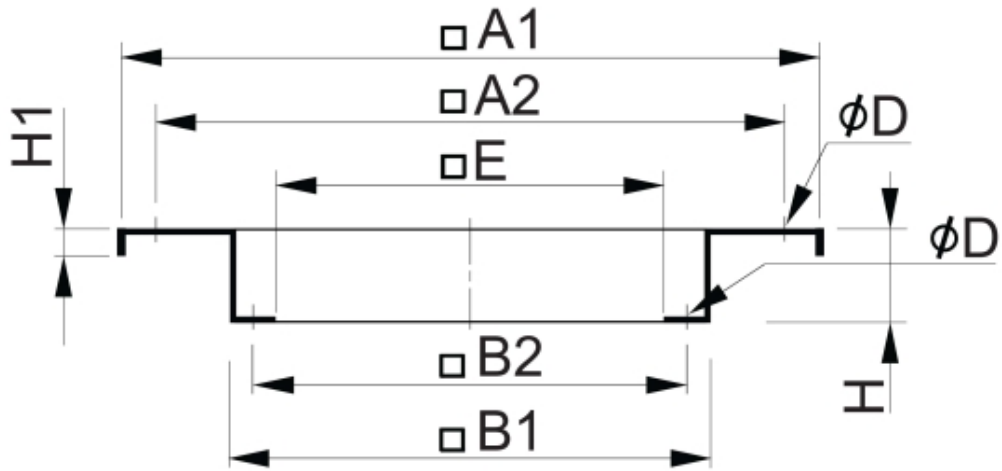 □ A1
□ A2
H1
φD
□ E
φD
□ B2
H
□ B1